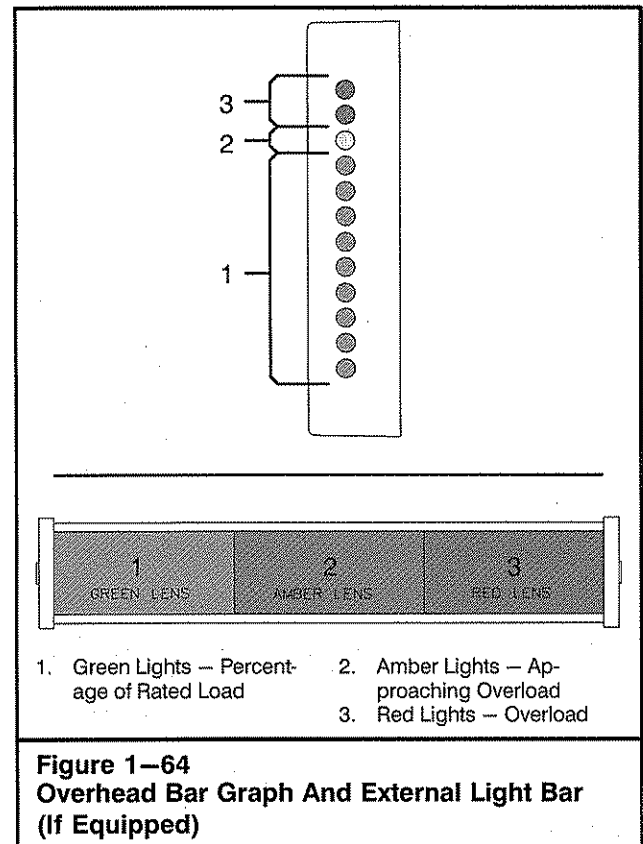 3
2
1
1
GREEN LENS
2
AMBER LENS
3
RED LENS
1. Green Lights — Percent-
age of Rated Load
2. Amber Lights — Ap-
proaching Overload
3. Red Lights — Overload
Figure 1—64
Overhead Bar Graph And External Light Bar
(If Equipped)